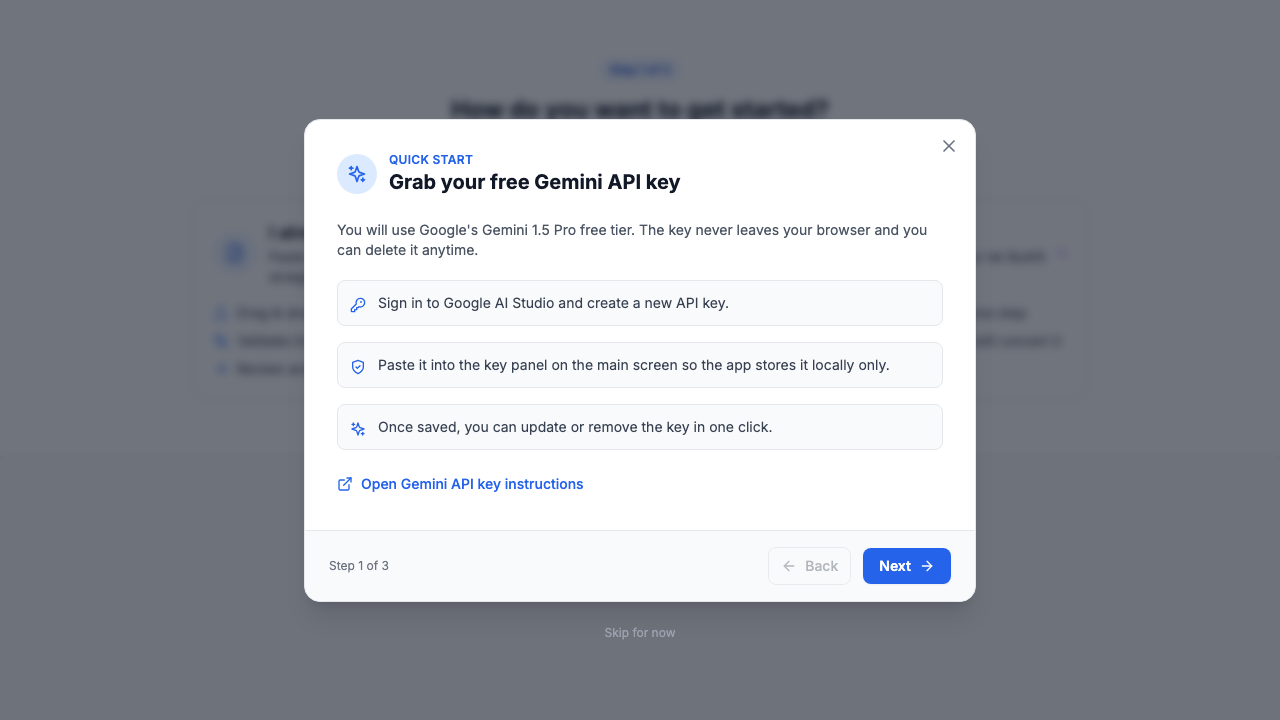 How do you want to get started?
QUICK START
Grab your free Gemini API key
You will use Google's Gemini 1.5 Pro free tier. The key never leaves your browser and you
can delete it anytime.
Sign in to Google AI Studio and create a new API key.
Paste it into the key panel on the main screen so the app stores it locally only.
Once saved, you can update or remove the key in one click.
Open Gemini API key instructions
Step 1 of 3
Back
Next
Skip for now